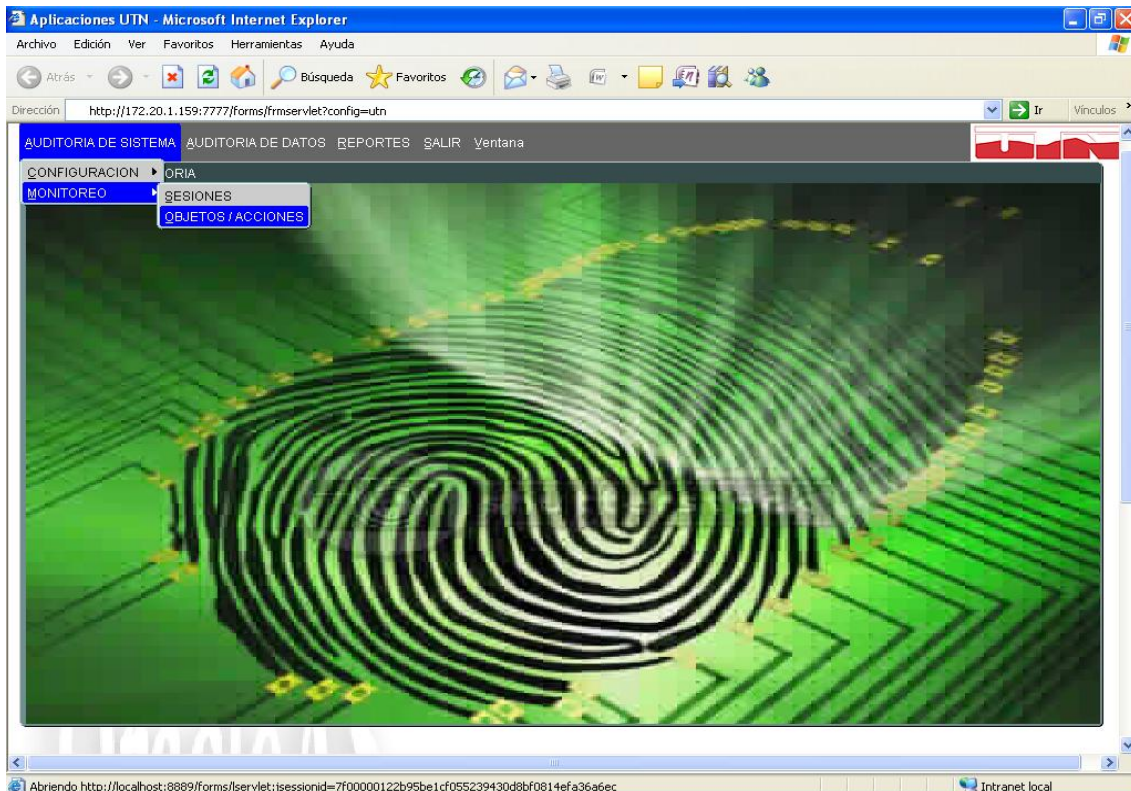 Aplicaciones UTN - Microsoft Internet Explorer
Archivo Edición Ver Favoritos Herramientas Ayuda
Atrás Búsqueda Favoritos
Dirección http://172.20.1.159:7777/forms/frmservlet?config=utn Ir Vínculos
AUDITORIA DE SISTEMA AUDITORIA DE DATOS REPORTES SALIR Ventana
UTN
CONFIGURACION ORIA
MONITOREO SESIONES
OBJETOS / ACCIONES
Abriendo http://localhost:8889/forms/lservlet;jsessionid=7f00000122b95be1cf055239430d8bf0814efa36a6ec Intranet local